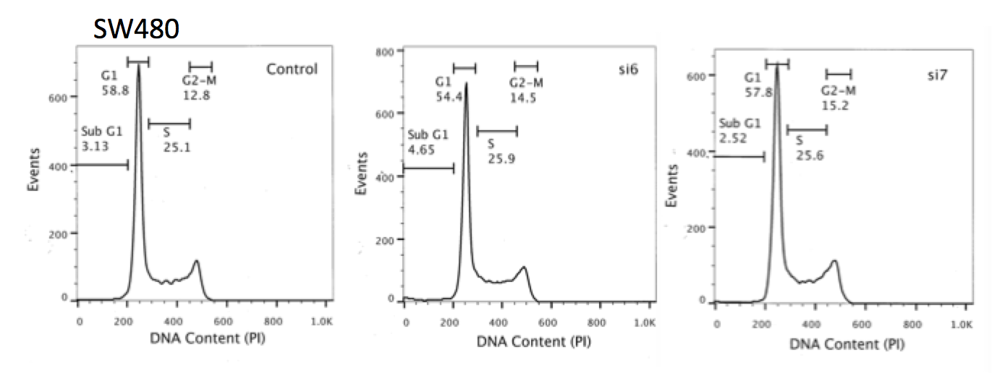 SW480
Control
G1
58.8
G2-M
12.8
Sub G1
3.13
S
25.1
Events
600
400
200
0
0 200 400 600 800 1.0K
DNA Content (PI)
si6
G1
54.4
G2-M
14.5
Sub G1
4.65
S
25.9
Events
800
600
400
200
0
0 200 400 600 800 1.0K
DNA Content (PI)
si7
G1
57.8
G2-M
15.2
Sub G1
2.52
S
25.6
Events
600
400
200
0
0 200 400 600 800 1.0K
DNA Content (PI)